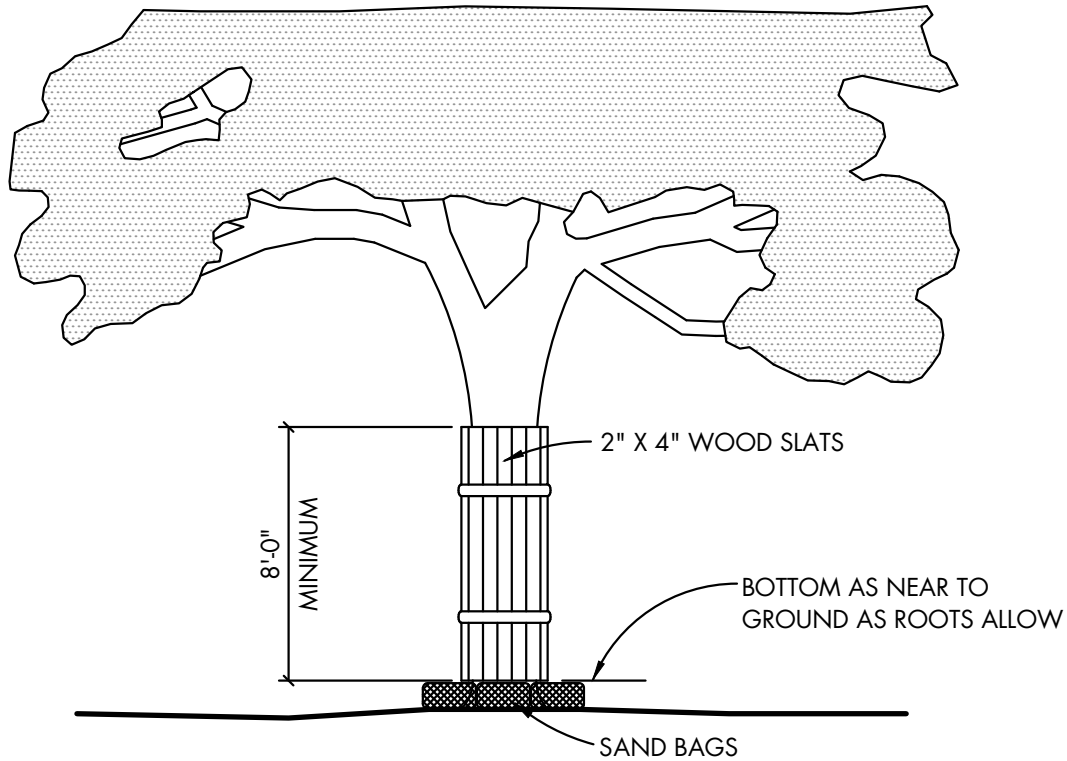 2" X 4" WOOD SLATS
8'-0"
MINIMUM
BOTTOM AS NEAR TO
GROUND AS ROOTS ALLOW
SAND BAGS